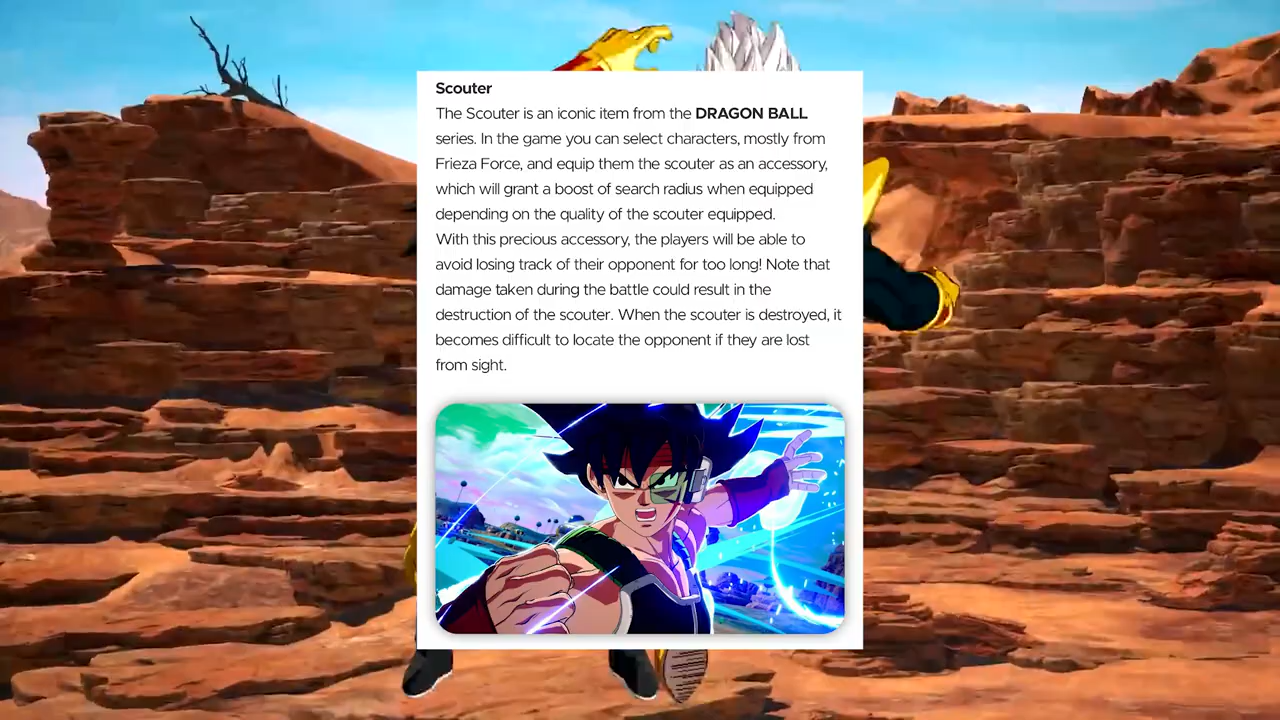 Scouter
The Scouter is an iconic item from the DRAGON BALL
series. In the game you can select characters, mostly from
Frieza Force, and equip them the scouter as an accessory,
which will grant a boost of search radius when equipped
depending on the quality of the scouter equipped.
With this precious accessory, the players will be able to
avoid losing track of their opponent for too long! Note that
damage taken during the battle could result in the
destruction of the scouter. When the scouter is destroyed, it
becomes difficult to locate the opponent if they are lost
from sight.